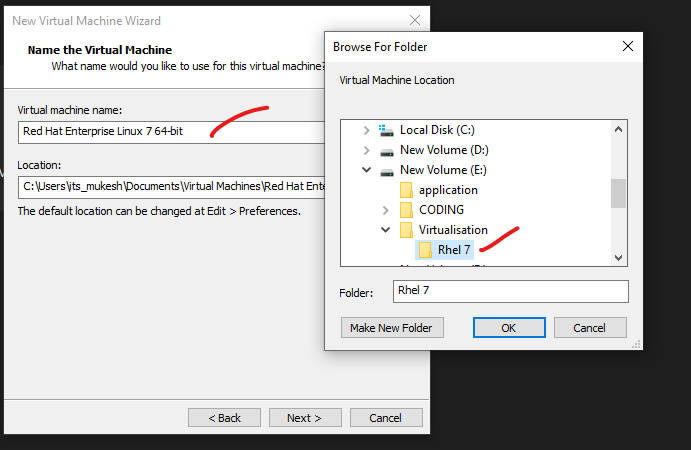 New Virtual Machine Wizard
Name the Virtual Machine
What name would you like to use for this virtual machine?
Virtual machine name:
Red Hat Enterprise Linux 7 64-bit
Location:
C:\Users\its_mukesh\Documents\Virtual Machines\Red Hat Ente
The default location can be changed at Edit > Preferences.
< Back
Next >
Cancel
Browse For Folder
Virtual Machine Location
Local Disk (C:)
New Volume (D:)
New Volume (E:)
application
CODING
Virtualisation
Rhel 7
Folder:
Rhel 7
Make New Folder
OK
Cancel